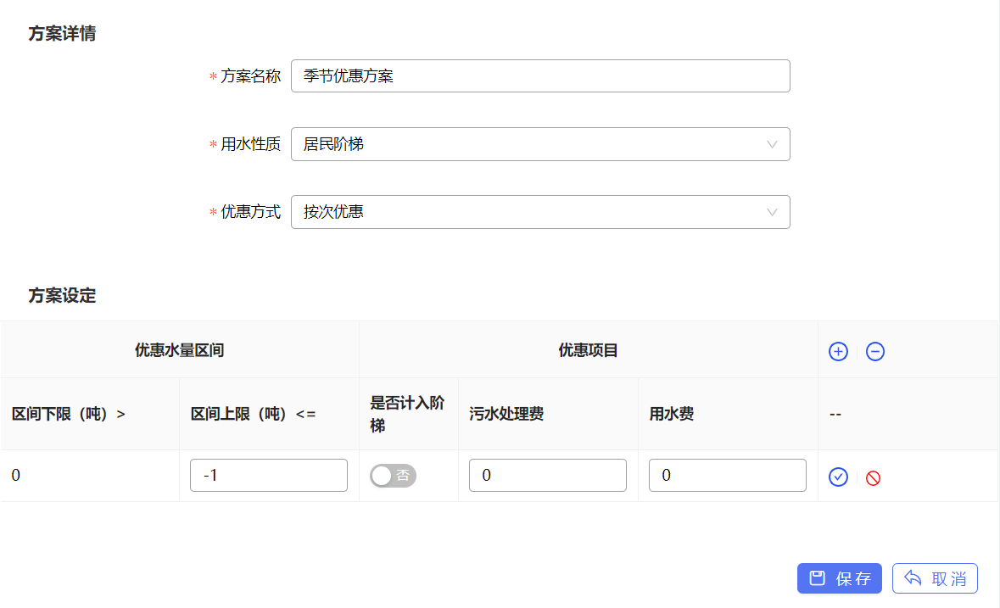 方案详情
* 方案名称 季节优惠方案
* 用水性质 居民阶梯
* 优惠方式 按次优惠
方案设定
优惠水量区间 优惠项目
区间下限（吨）> 区间上限（吨）<= 是否计入阶梯 污水处理费 用水费 --
0 -1 否 0 0
保存 取消